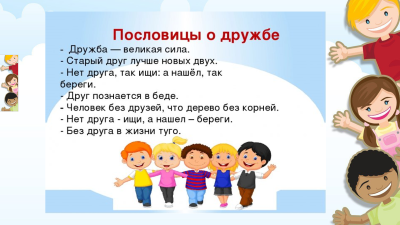 Пословицы о дружбе
- Дружба — великая сила.
- Старый друг лучше новых двух.
- Нет друга, так ищи: а нашёл, так
береги.
- Друг познается в беде.
- Человек без друзей, что дерево без корней.
- Нет друга - ищи, а нашел – береги.
- Без друга в жизни туго.